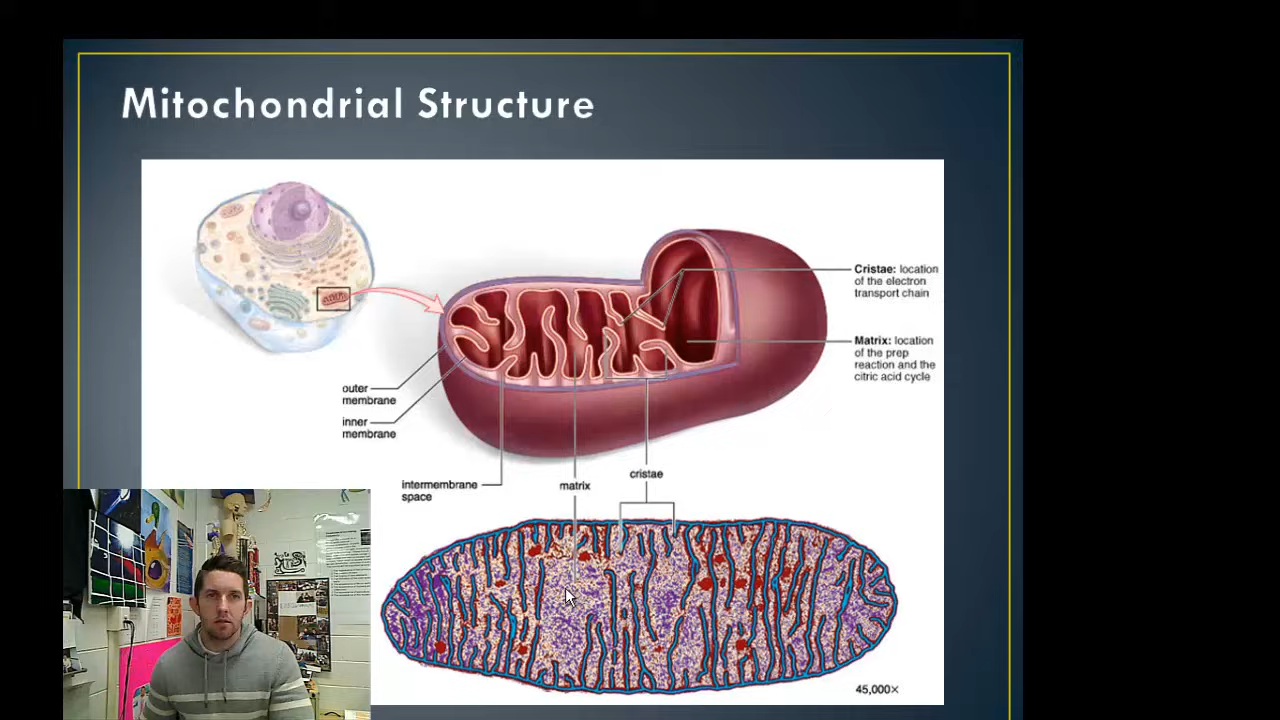 Mitochondrial Structure
Cristae: location
of the electron
transport chain
Matrix: location
of the prep
reaction and the
citric acid cycle
outer
membrane
inner
membrane
intermembrane
space
matrix
cristae
45,000×